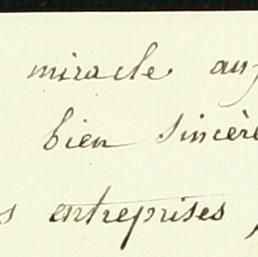 miracle au
bien sincère
s entreprises,